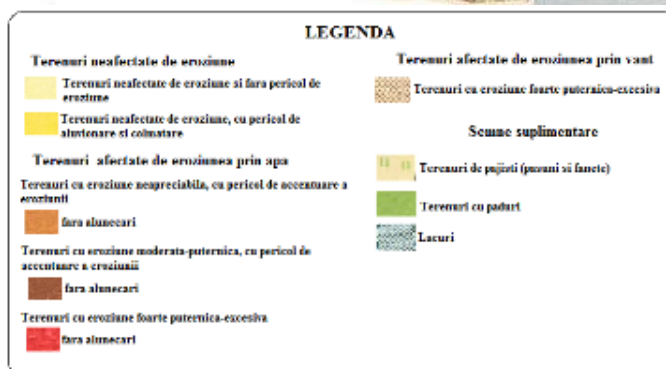 LEGENDA
Terenuri neafectate de eroziune
Terenuri neafectate de eroziune si fara pericol de
eroziune
Terenuri neafectate de eroziune, cu pericol de
aluvionare si colmatare
Terenuri afectate de eroziunea prin apa
Terenuri cu eroziune neapreciabila, cu pericol de accentuare a
eroziunii
fara alunecari
Terenuri cu eroziune moderata-puternica, cu pericol de
accentuare a eroziunii
fara alunecari
Terenuri cu eroziune foarte puternica-excesiva
fara alunecari
Terenuri afectate de eroziunea prin vant
Terenuri cu eroziune foarte puternica-excesiva
Semne suplimentare
Terenuri de pajisti (pasuni si fanete)
Terenuri cu paduri
Lacuri